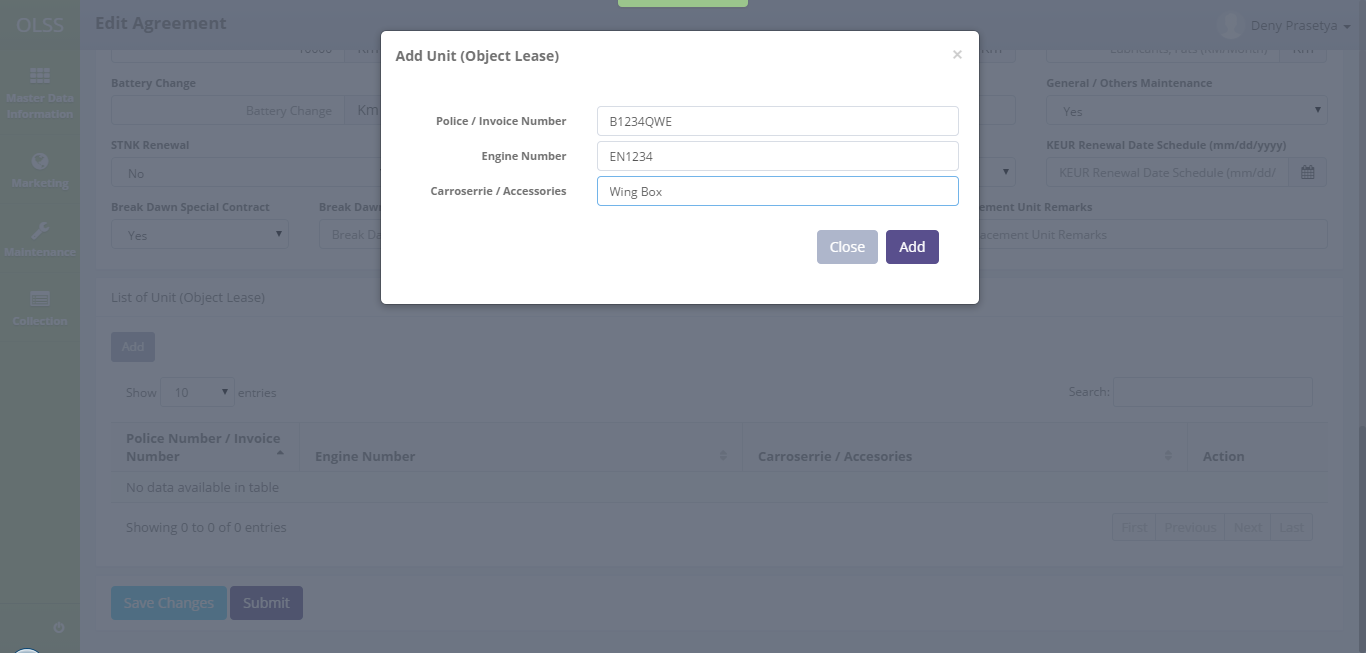 OLSS
Edit Agreement
Deny Prasetya
Master Data
Information
Marketing
Maintenance
Collection
Add Unit (Object Lease)
×
Police / Invoice Number
B1234QWE
Engine Number
EN1234
Carroserrie / Accessories
Wing Box
Close
Add
Battery Change
Battery Change
Km
General / Others Maintenance
Yes
STNK Renewal
No
KEUR Renewal Date Schedule (mm/dd/yyyy)
KEUR Renewal Date Schedule (mm/dd/
Break Dawn Special Contract
Yes
Unit Remarks
Unit Remarks
List of Unit (Object Lease)
Add
Show 10 entries
Search:
Police Number / Invoice
Number
Engine Number
Carroserrie / Accesories
Action
No data available in table
Showing 0 to 0 of 0 entries
First Previous Next Last
Save Changes
Submit